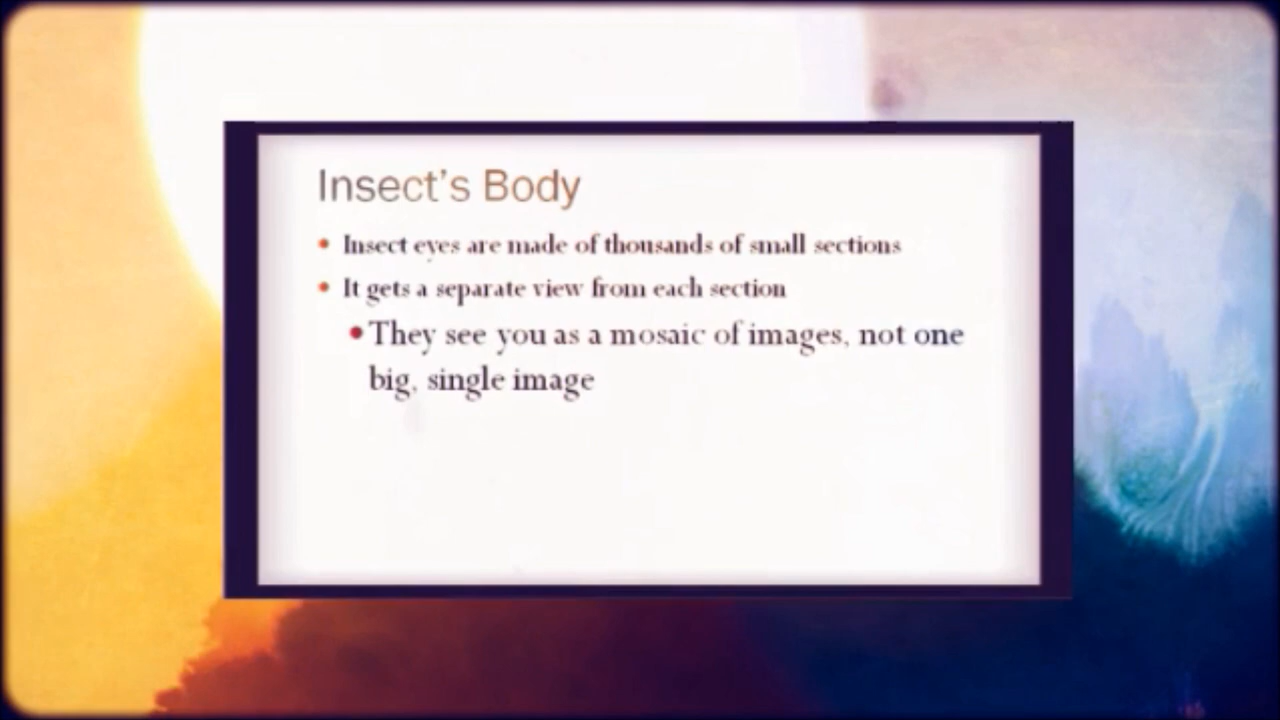 Insect's Body
• Insect eyes are made of thousands of small sections
• It gets a separate view from each section
• They see you as a mosaic of images, not one
big, single image